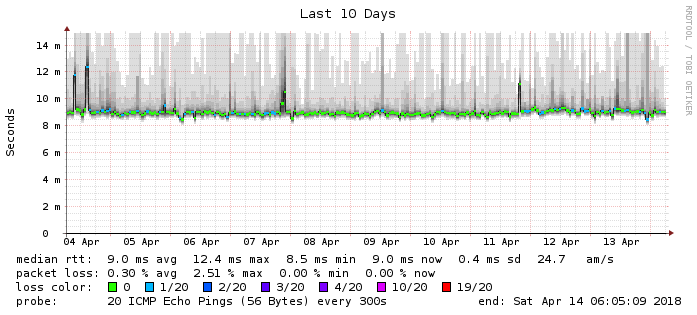 Last 10 Days
RRDTOOL / TOBI OETIKER
Seconds
14 m
12 m
10 m
8 m
6 m
4 m
2 m
0
04 Apr 05 Apr 06 Apr 07 Apr 08 Apr 09 Apr 10 Apr 11 Apr 12 Apr 13 Apr
median rtt: 9.0 ms avg 12.4 ms max 8.5 ms min 9.0 ms now 0.4 ms sd 24.7 am/s
packet loss: 0.30 % avg 2.51 % max 0.00 % min 0.00 % now
loss color: 0 1/20 2/20 3/20 4/20 10/20 19/20
probe: 20 ICMP Echo Pings (56 Bytes) every 300s end: Sat Apr 14 06:05:09 2018